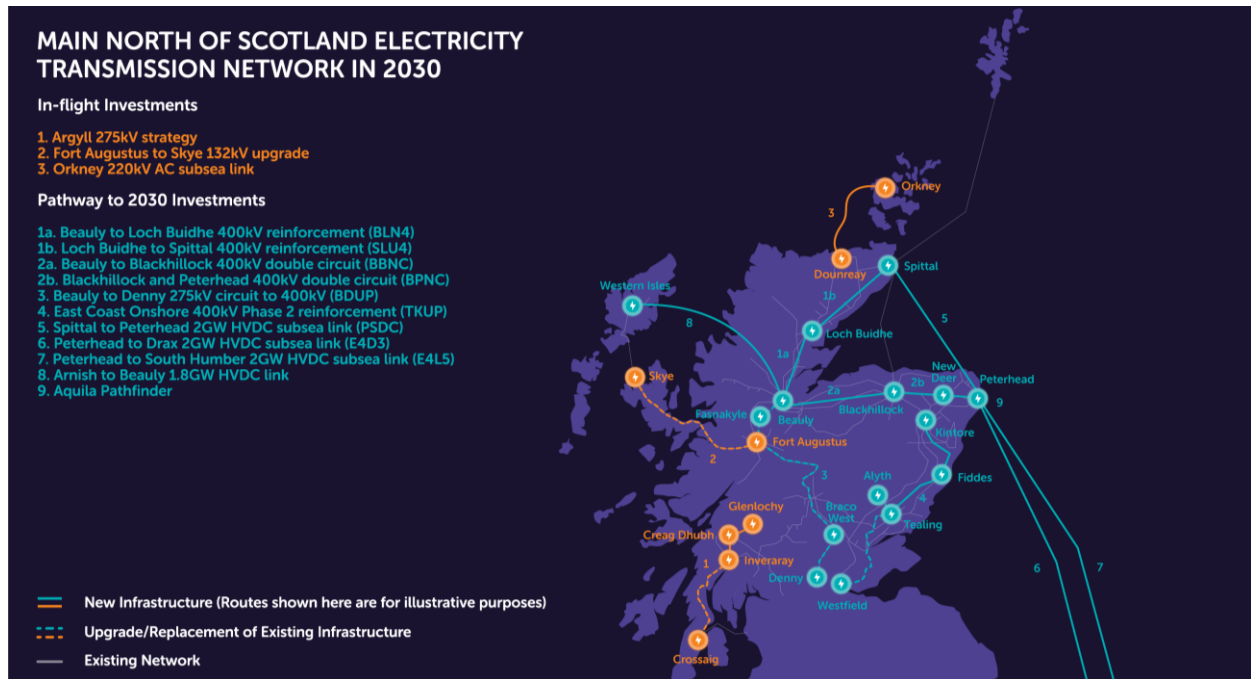 MAIN NORTH OF SCOTLAND ELECTRICITY
TRANSMISSION NETWORK IN 2030
In-flight Investments
1. Argyll 275kV strategy
2. Fort Augustus to Skye 132kV upgrade
3. Orkney 220kV AC subsea link
Pathway to 2030 Investments
1a. Beauly to Loch Buidhe 400kV reinforcement (BLN4)
1b. Loch Buidhe to Spittal 400kV reinforcement (SLU4)
2a. Beauly to Blackhillock 400kV double circuit (BBNC)
2b. Blackhillock and Peterhead 400kV double circuit (BPNC)
3. Beauly to Denny 275kV circuit to 400kV (BDUP)
4. East Coast Onshore 400kV Phase 2 reinforcement (TKUP)
5. Spittal to Peterhead 2GW HVDC subsea link (PSDC)
6. Peterhead to Drax 2GW HVDC subsea link (E4D3)
7. Peterhead to South Humber 2GW HVDC subsea link (E4L5)
8. Arnish to Beauly 1.8GW HVDC link
9. Aquila Pathfinder
Orkney
3
Dounreay
Spittal
Western Isles
1b
8
Loch Buidhe
5
1a
Skye
New
Deer
2b
Peterhead
2a
9
Fasnakyle
Beauly
Blackhillock
Kintore
Fort Augustus
2
3
Alyth
Fiddes
4
Glenlochy
Braco
West
Tealing
Creag Dhubh
Inveraray
1
Denny
Westfield
6
7
Crossaig
New Infrastructure (Routes shown here are for illustrative purposes)
Upgrade/Replacement of Existing Infrastructure
Existing Network